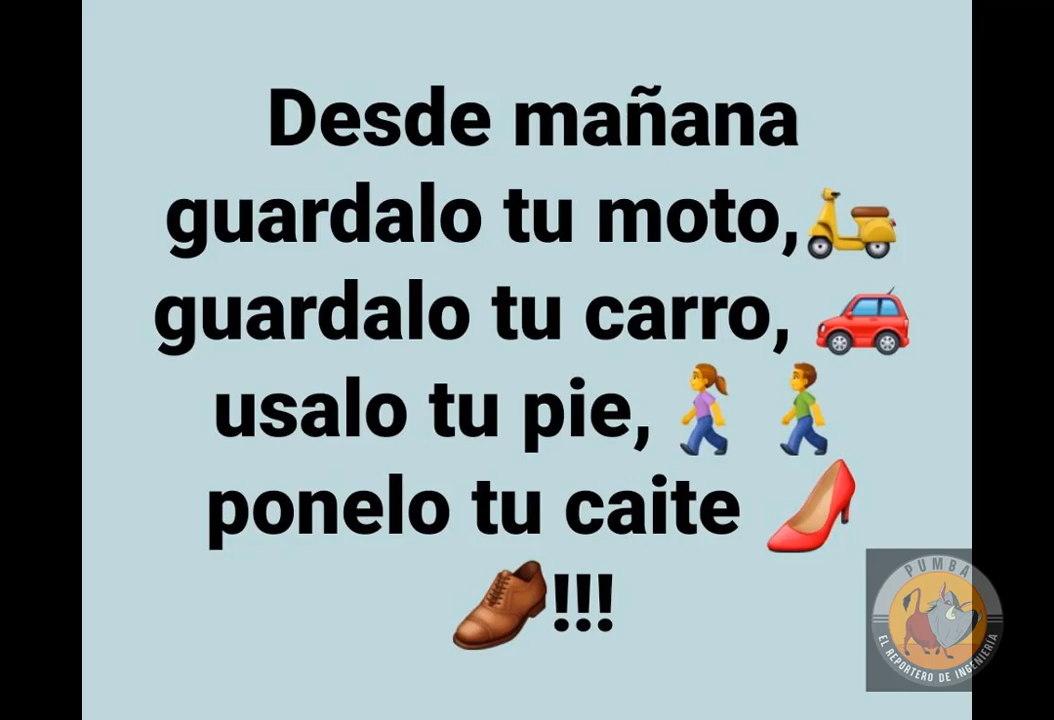 Desde mañana
guardalo tu moto,🛵
guardalo tu carro, 🚗
usalo tu pie, 🚶‍♀️ 🚶‍♂️
ponelo tu caite 👠
👞!!!
PUMBA
EL REPORTERO DE INGENIERIA